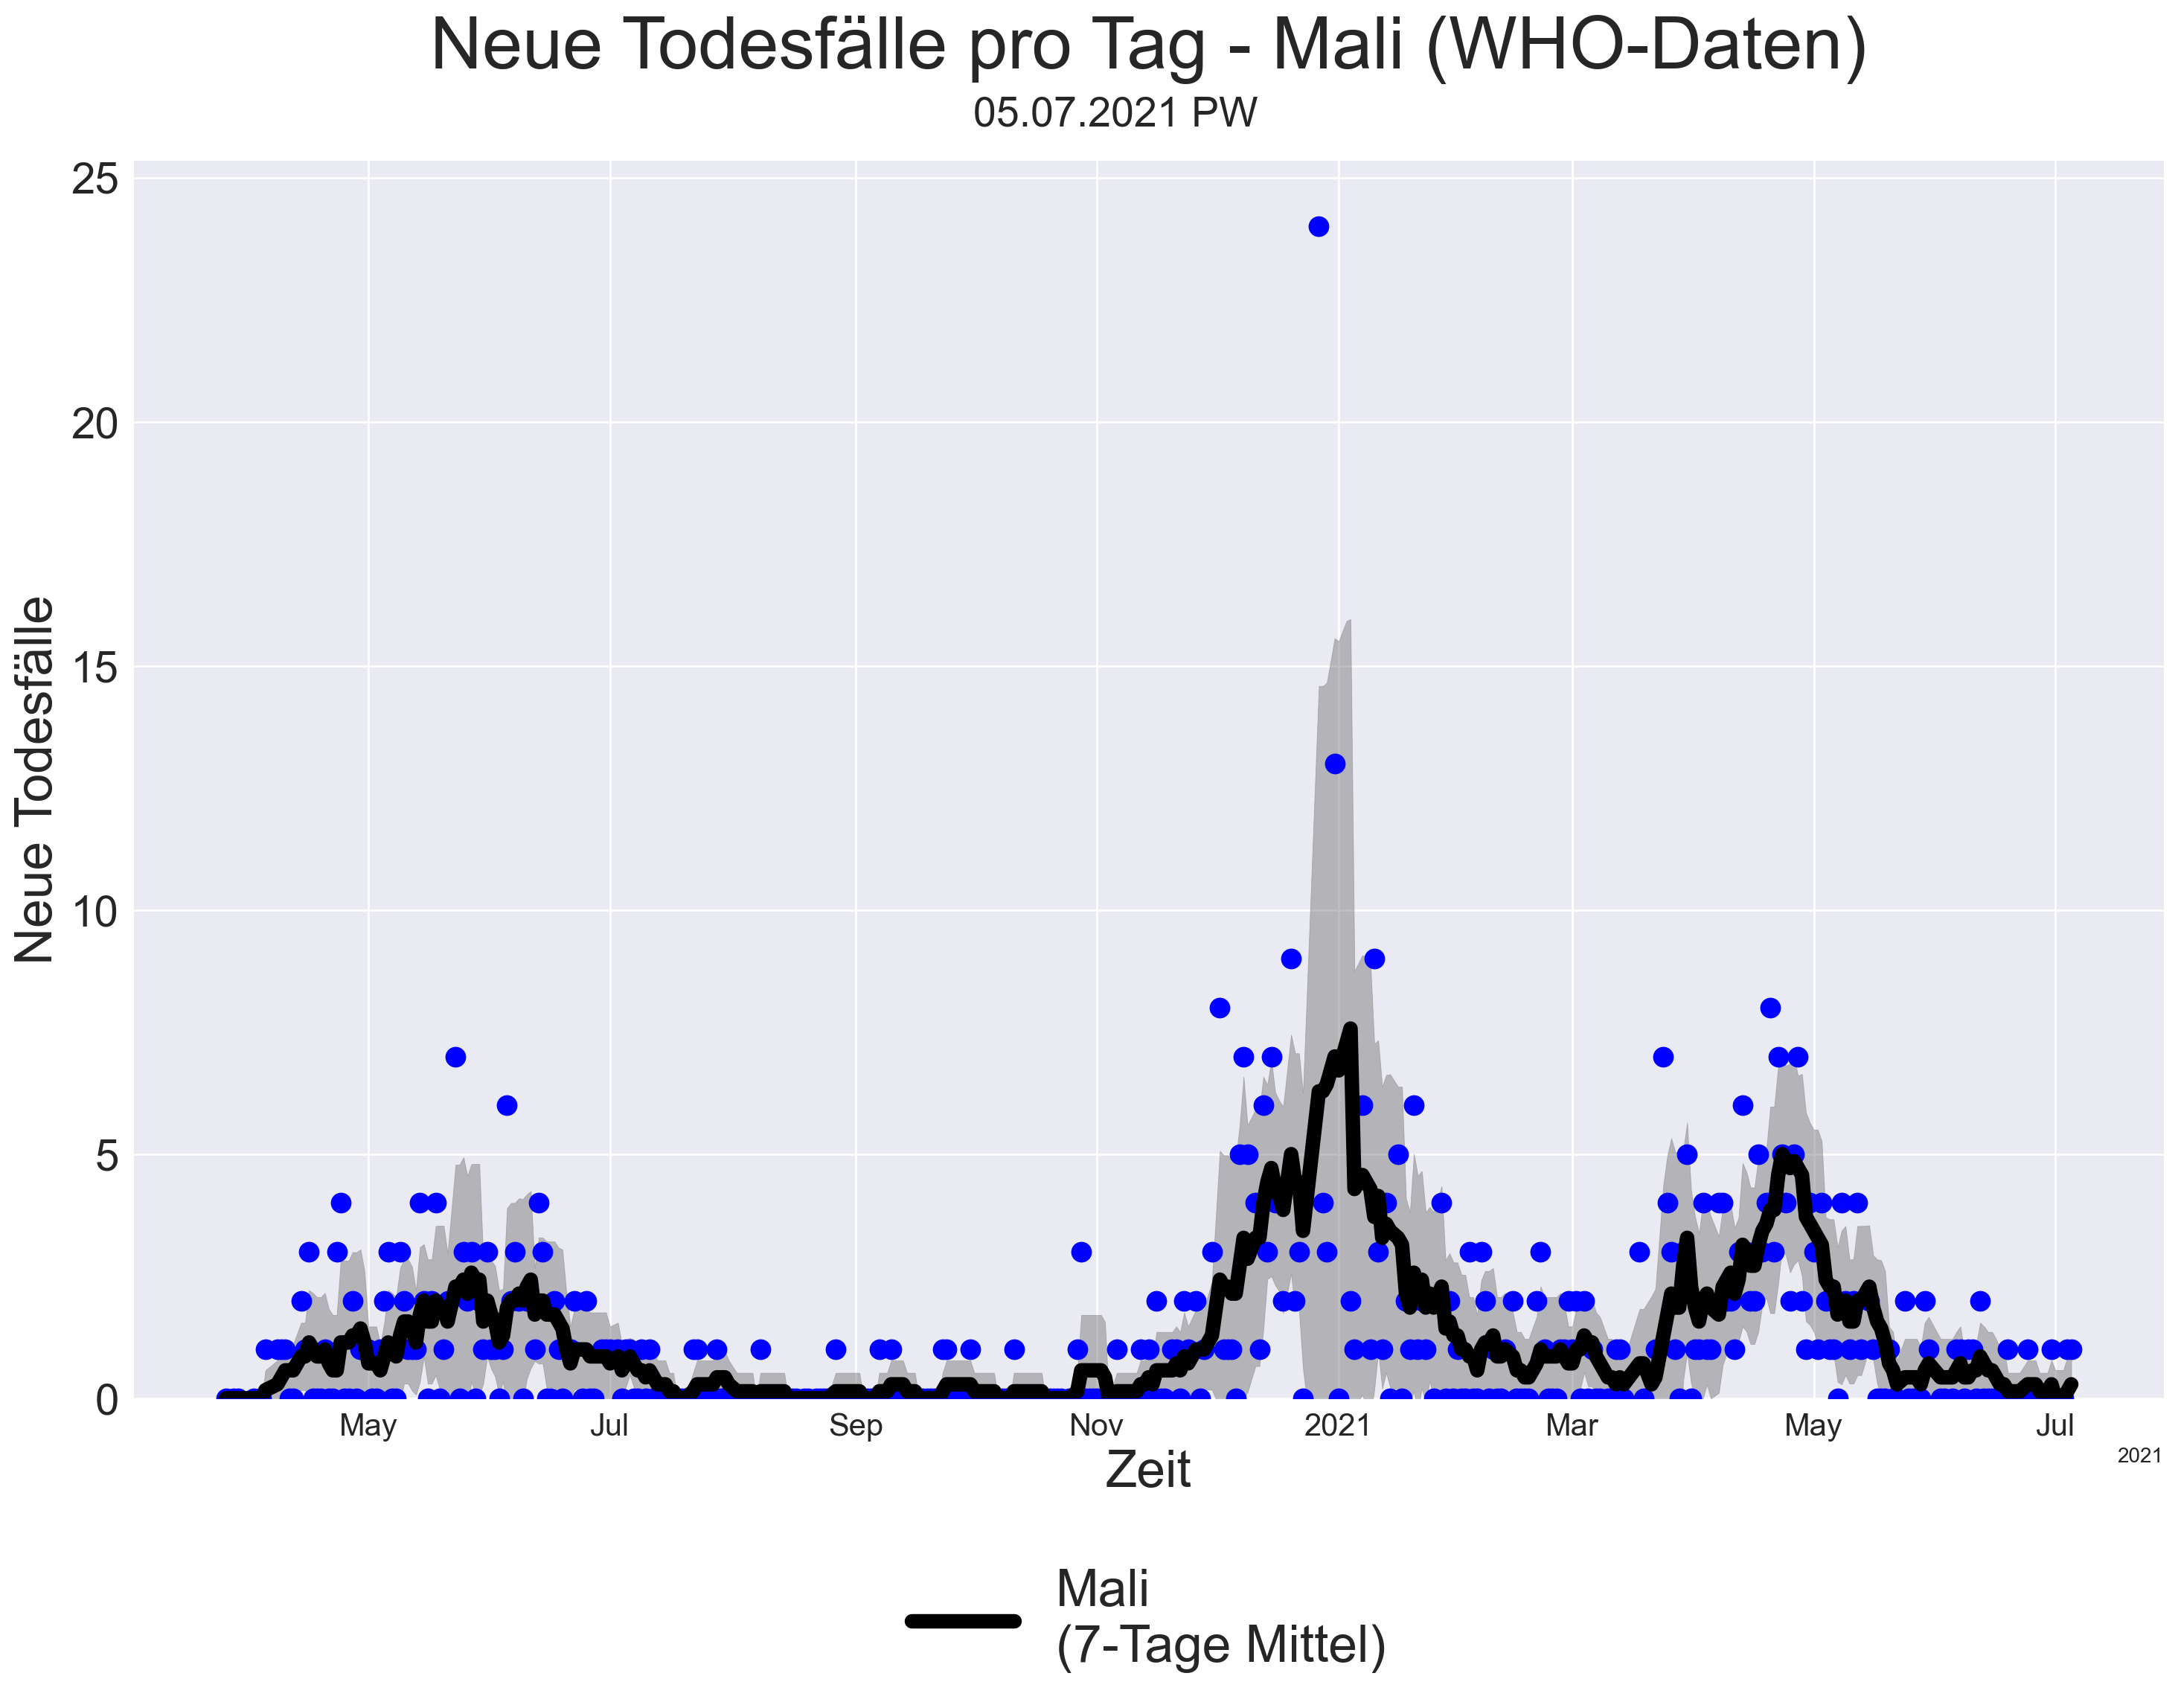 Neue Todesfälle pro Tag - Mali (WHO-Daten)
05.07.2021 PW
Neue Todesfälle
25
20
15
10
5
0
May
Jul
Sep
Nov
2021
Mar
May
Jul
2021
Zeit
Mali
(7-Tage Mittel)